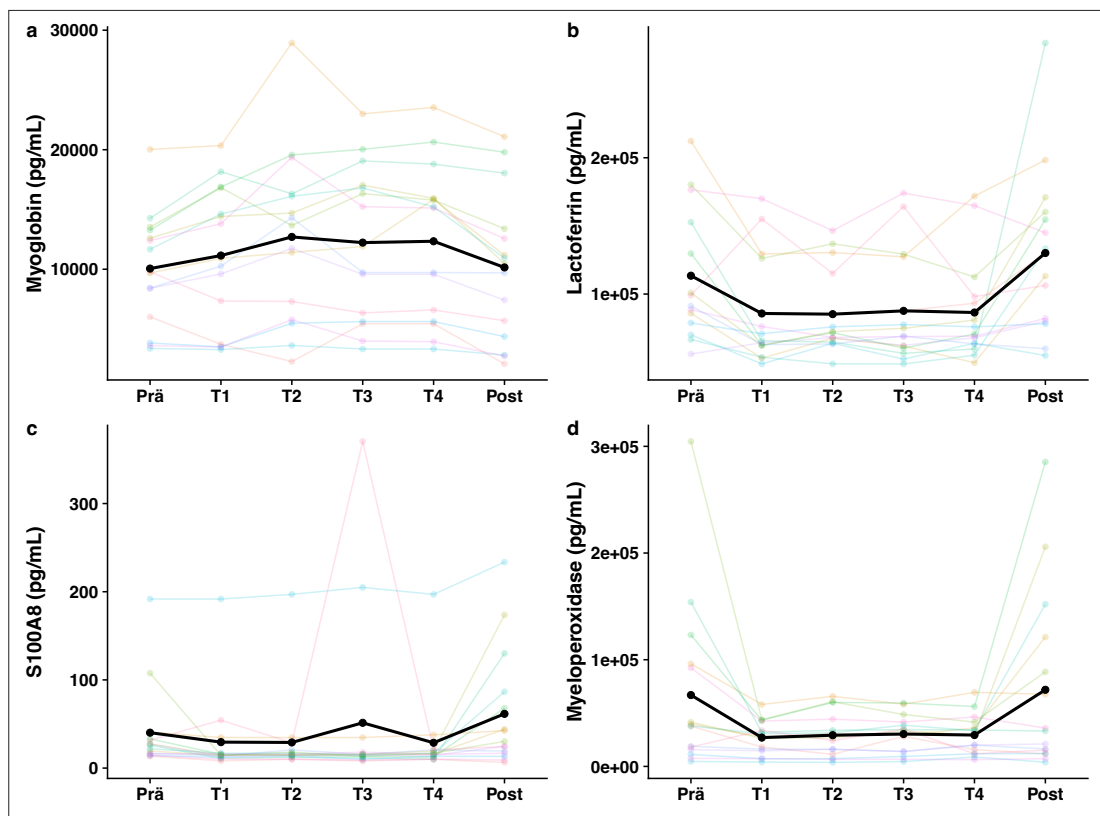 a
Myoglobin (pg/mL)
30000
20000
10000
Prä T1 T2 T3 T4 Post
b
Lactoferrin (pg/mL)
2e+05
1e+05
Prä T1 T2 T3 T4 Post
c
S100A8 (pg/mL)
300
200
100
0
Prä T1 T2 T3 T4 Post
d
Myeloperoxidase (pg/mL)
3e+05
2e+05
1e+05
0e+00
Prä T1 T2 T3 T4 Post